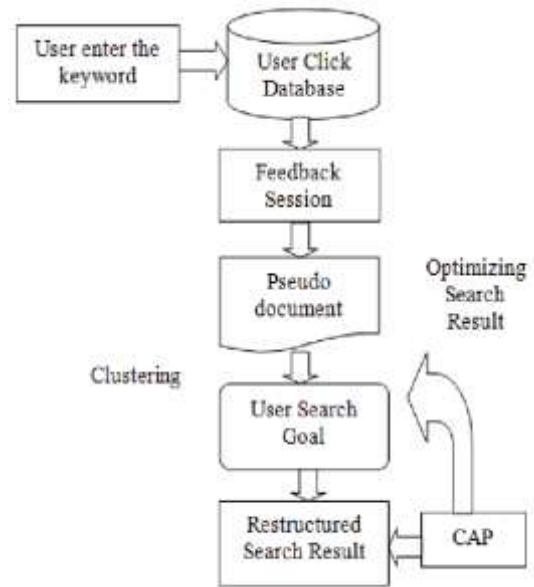 User enter the
keyword
User Click
Database
Feedback
Session
Pseudo
document
Optimizing
Search
Result
Clustering
User Search
Goal
Restructured
Search Result
CAP